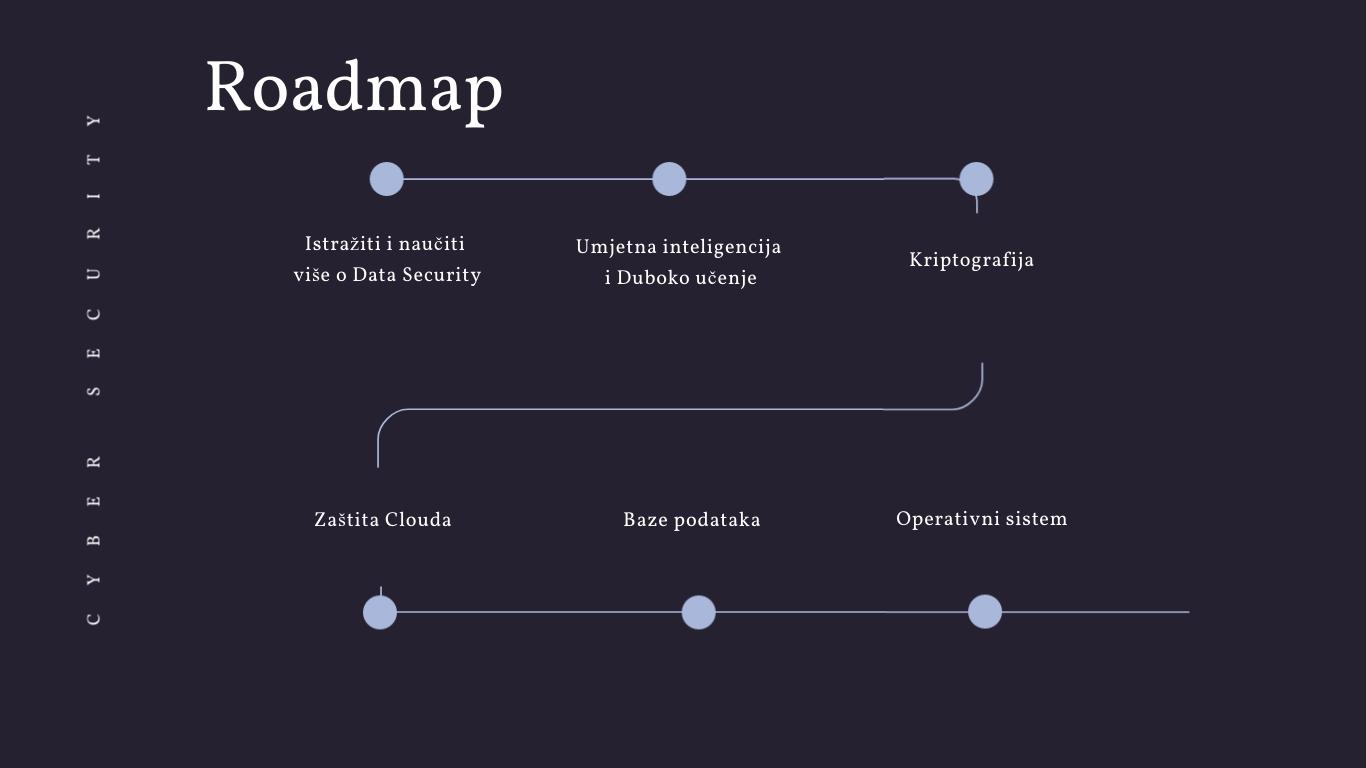 Roadmap
CYBER SECURITY
Istražiti i naučiti
više o Data Security
Umjetna inteligencija
i Duboko učenje
Kriptografija
Zaštita Clouda
Baze podataka
Operativni sistem